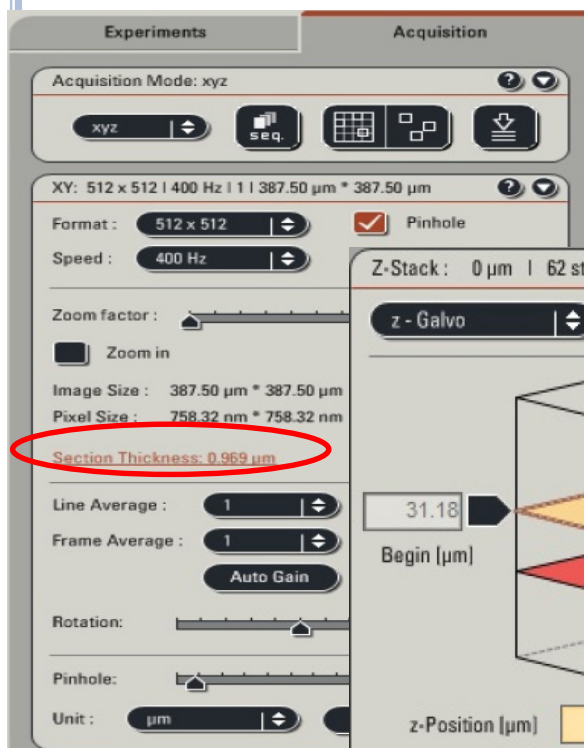 Experiments Acquisition
Acquisition Mode: xyz
xyz seq.
XY: 512 x 512 | 400 Hz | 1 | 387.50 µm * 387.50 µm
Format : 512 x 512 Pinhole
Speed : 400 Hz
Z-Stack : 0 µm | 62 st
z - Galvo
Zoom factor :
Zoom in
Image Size : 387.50 µm * 387.50 µm
Pixel Size : 758.32 nm * 758.32 nm
Section Thickness: 0.969 µm
Line Average : 1
31.18
Frame Average : 1
Begin [µm]
Auto Gain
Rotation:
Pinhole:
Unit : µm
z-Position [µm]